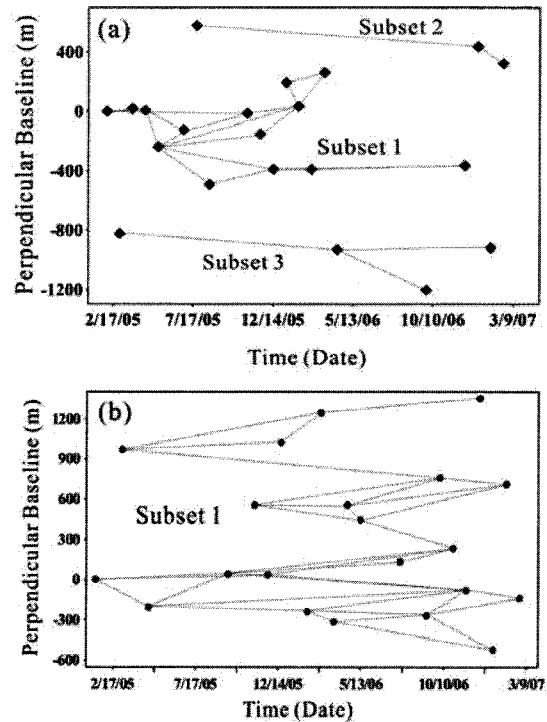 (a)
Subset 2
Subset 1
Subset 3
Perpendicular Baseline (m)
400
0
-400
-800
-1200
2/17/05 7/17/05 12/14/05 5/13/06 10/10/06 3/9/07
Time (Date)
(b)
Subset 1
Perpendicular Baseline (m)
1200
900
600
300
0
-300
-600
2/17/05 7/17/05 12/14/05 5/13/06 10/10/06 3/9/07
Time (Date)